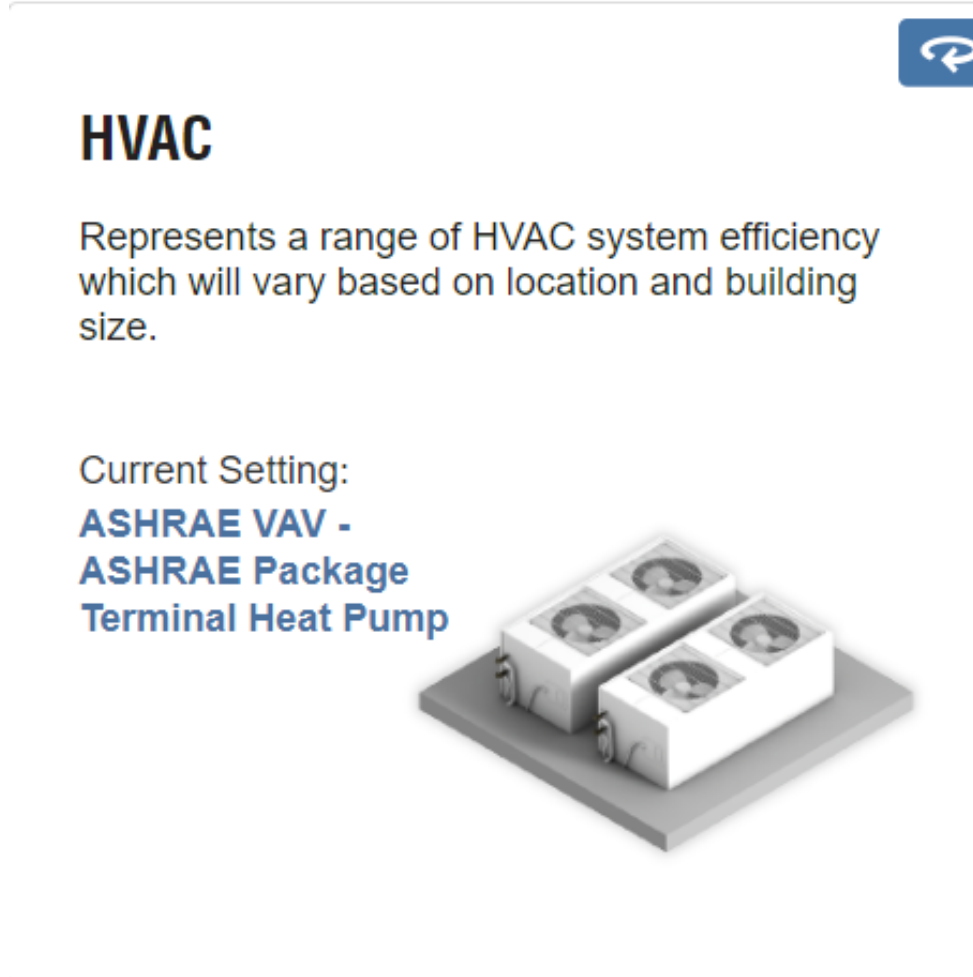 HVAC
Represents a range of HVAC system efficiency
which will vary based on location and building
size.
Current Setting:
ASHRAE VAV -
ASHRAE Package
Terminal Heat Pump